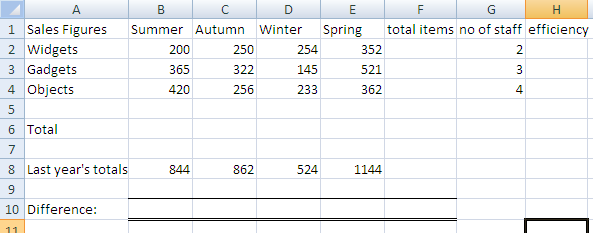 A B C D E F G H
1 Sales Figures Summer Autumn Winter Spring total items no of staff efficiency
2 Widgets 200 250 254 352 2
3 Gadgets 365 322 145 521 3
4 Objects 420 256 233 362 4
5
6 Total
7
8 Last year's totals 844 862 524 1144
9
10 Difference:
11